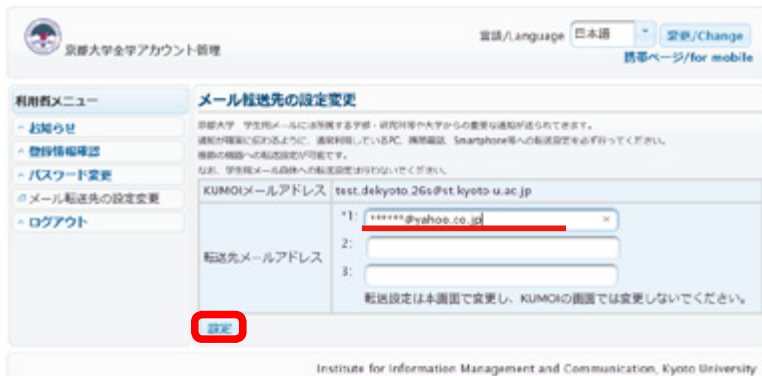 京都大学全学アカウント管理
言語/Language 日本語 変更/Change
携帯ページ/for mobile
利用者メニュー
お知らせ
登録情報確認
パスワード変更
メール転送先の設定変更
ログアウト
メール転送先の設定変更
京都大学 学生用メールには所属する学部・研究科等や大学からの重要な通知が送られてきます。
通知が確実に伝わるように、通常利用しているPC、携帯電話、Smartphone等への転送設定を必ず行ってください。
複数の機器への転送設定が可能です。
なお、学生用メール自体への転送設定は行わないでください。
KUMOIメールアドレス test.dekyoto.26s@st.kyoto-u.ac.jp
転送先メールアドレス
*1: ******@yahoo.co.jp ×
2:
3:
転送設定は本画面で変更し、KUMOIの画面では変更しないでください。
設定
Institute for Information Management and Communication, Kyoto University